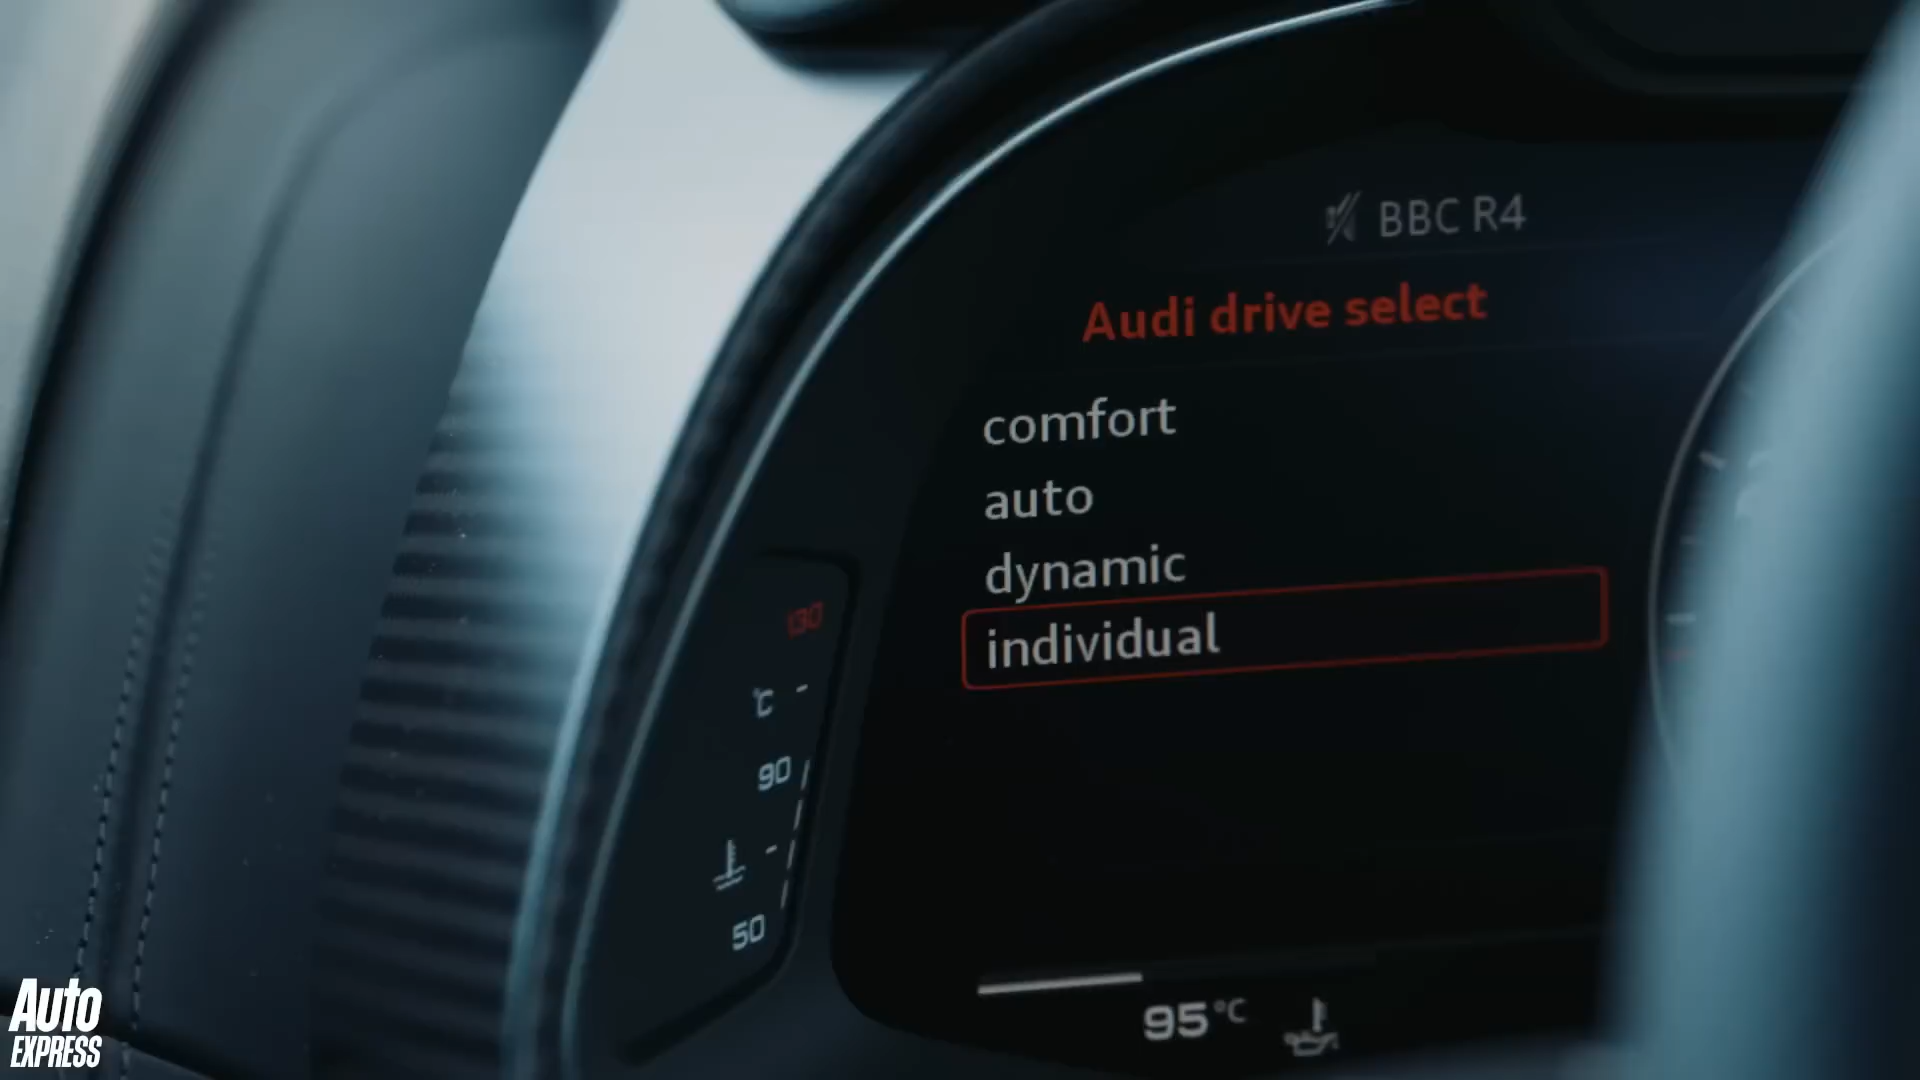 BBC R4
Audi drive select
comfort
auto
dynamic
individual
130
°C
90
50
95 °C
Auto
EXPRESS